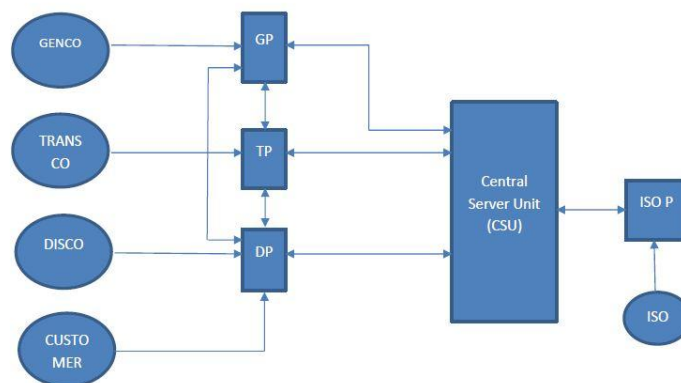 GENCO
GP
TRANS
CO
TP
Central
Server Unit
(CSU)
ISO P
DISCO
DP
ISO
CUSTO
MER